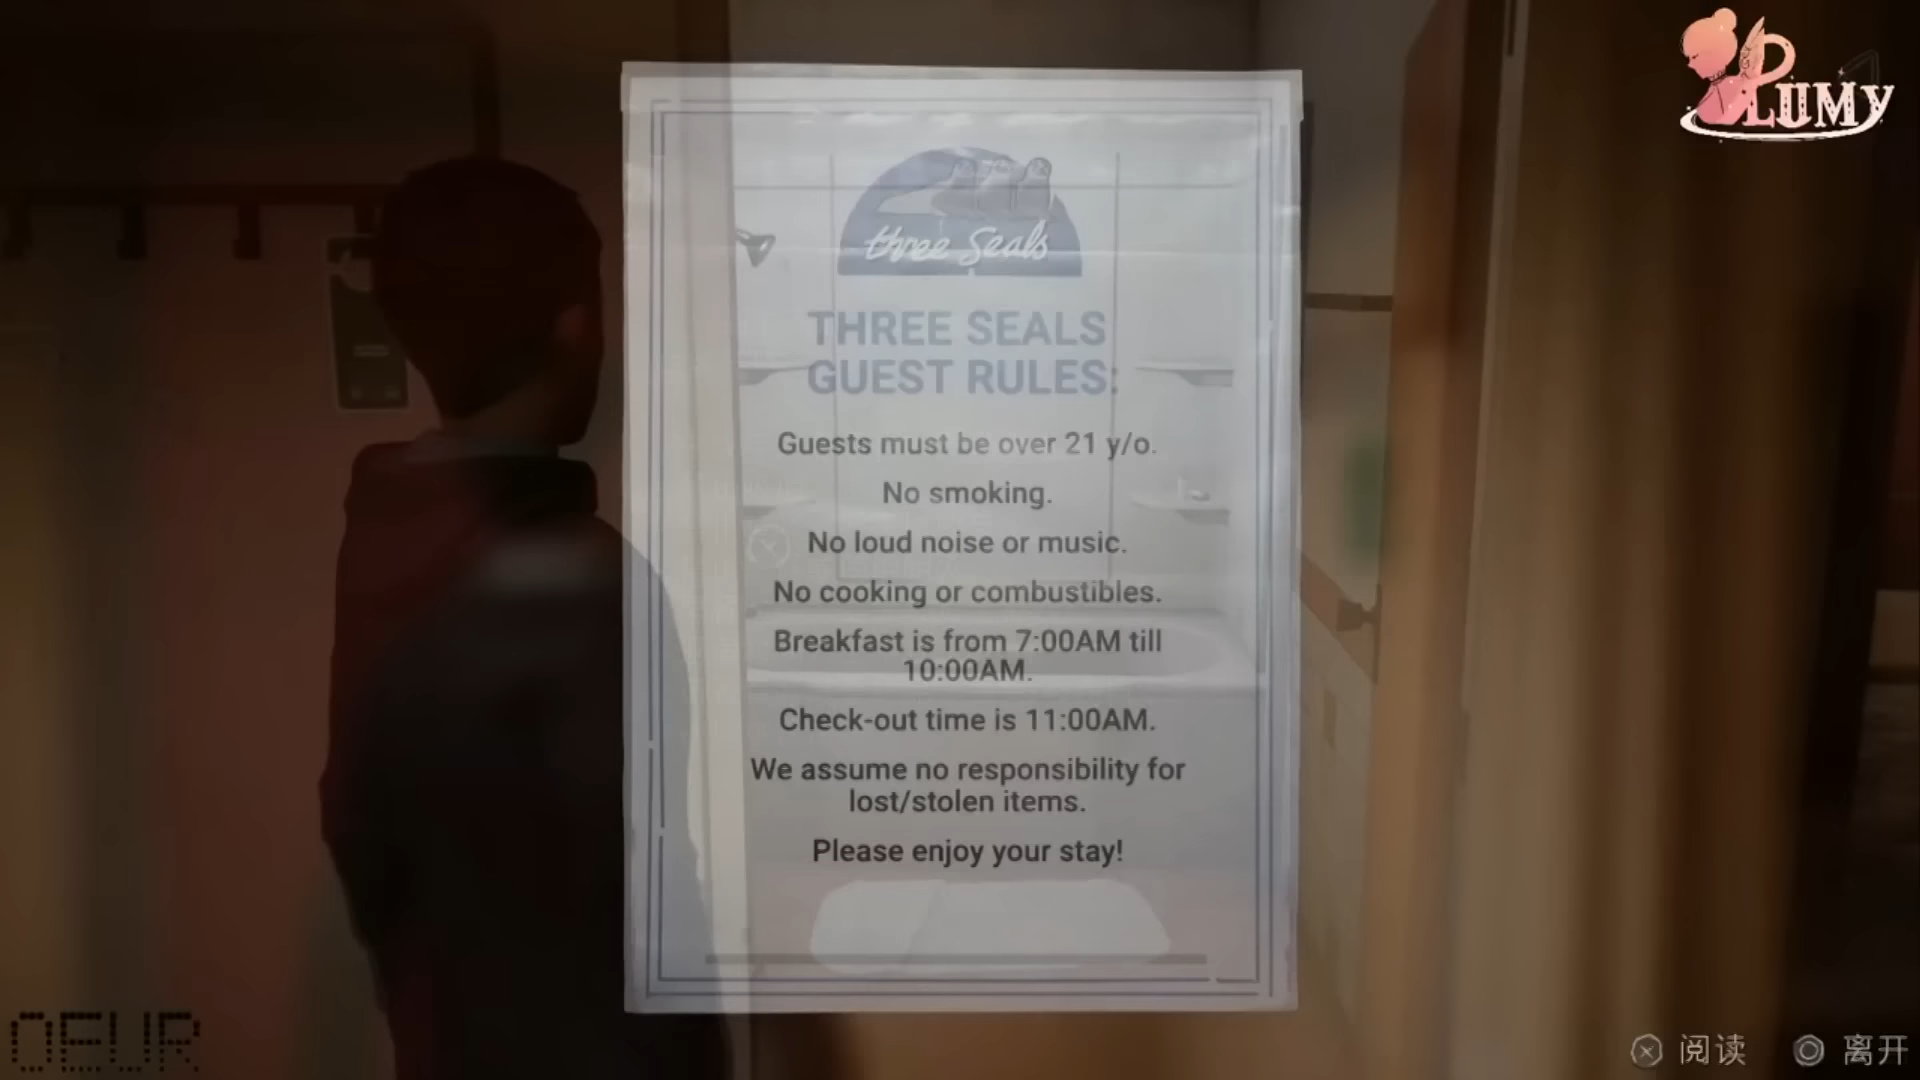 PLUMy
three Seals
THREE SEALS
GUEST RULES:
Guests must be over 21 y/o.
No smoking.
No loud noise or music.
No cooking or combustibles.
Breakfast is from 7:00AM till
10:00AM.
Check-out time is 11:00AM.
We assume no responsibility for
lost/stolen items.
Please enjoy your stay!
阅读 离开